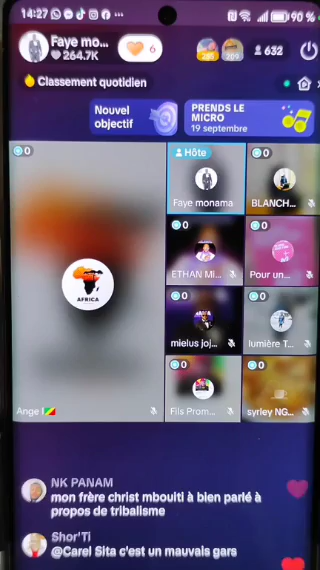 14:27
90 %
Faye mo...
264.7K
6
285
209
632
Classement quotidien
Nouvel
objectif
PRENDS LE
MICRO
19 septembre
0
Hôte
0
Faye monama
BLANCH...
0
0
AFRICA
ETHAN MI...
Pour un...
0
0
mielus joj...
lumière T...
0
0
Ange
Fils Prom...
syrley NG...
NK PANAM
mon frère christ mbouiti à bien parlé à
propos de tribalisme
Shor'Ti
@Carel Sita c'est un mauvais gars